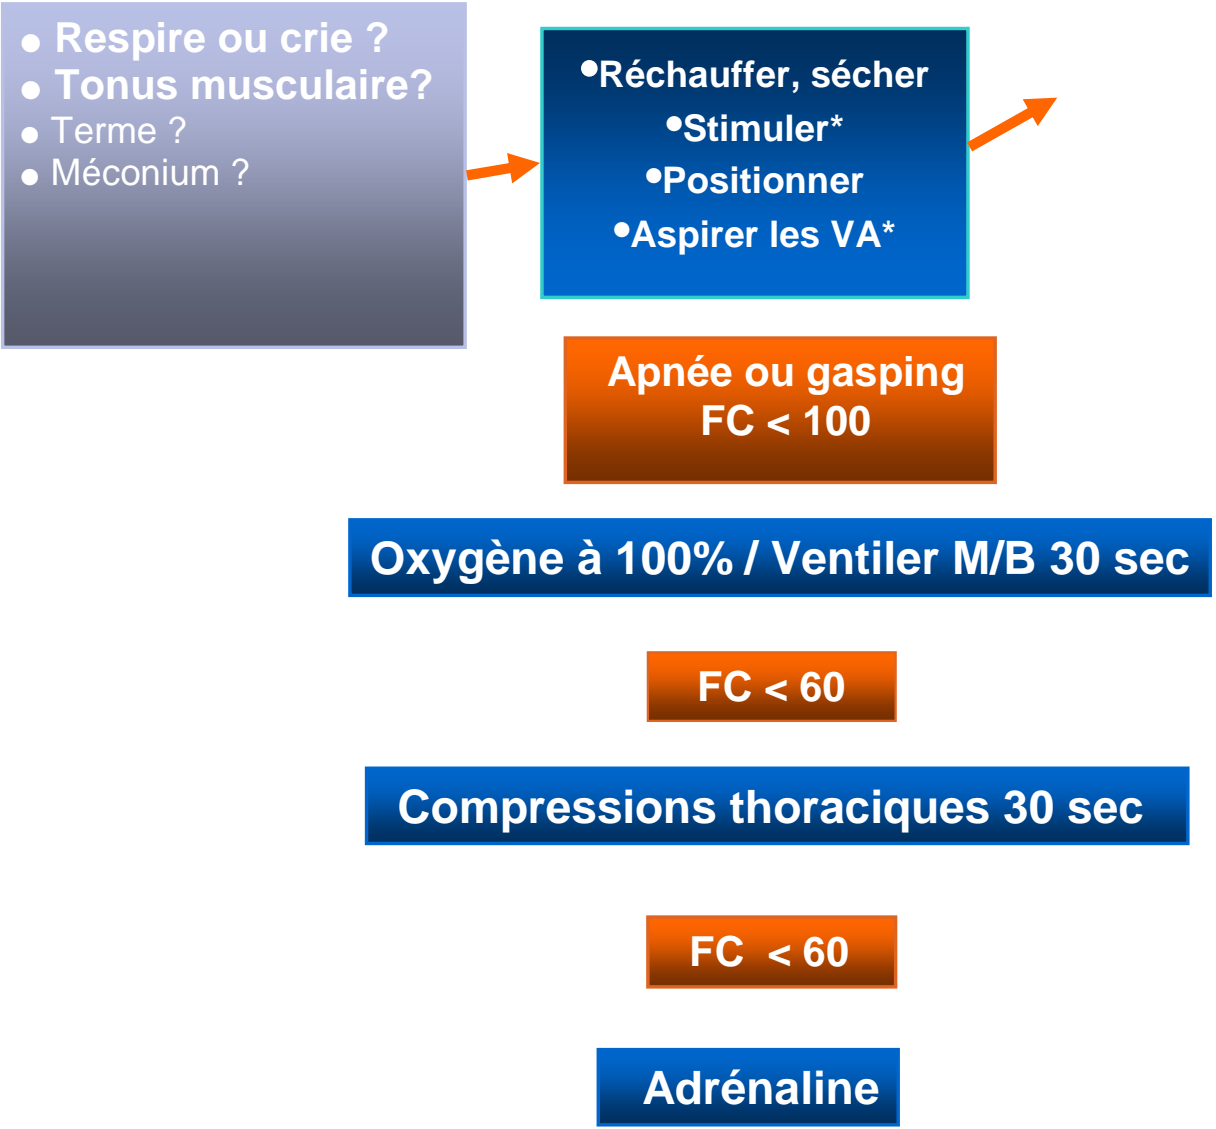 ● Respire ou crie ?
● Tonus musculaire?
● Terme ?
● Méconium ?
•Réchauffer, sécher
•Stimuler*
•Positionner
•Aspirer les VA*
Apnée ou gasping
FC < 100
Oxygène à 100% / Ventiler M/B 30 sec
FC < 60
Compressions thoraciques 30 sec
FC < 60
Adrénaline